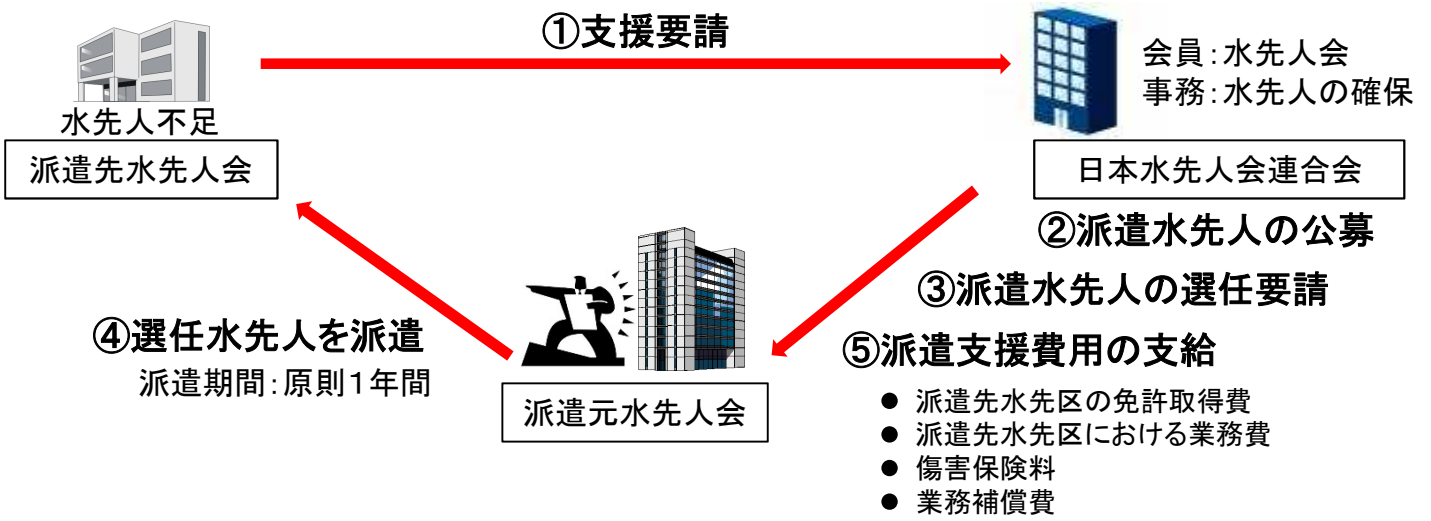 ①支援要請
会員：水先人会
事務：水先人の確保
水先人不足
派遣先水先人会
日本水先人会連合会
②派遣水先人の公募
③派遣水先人の選任要請
④選任水先人を派遣
派遣期間：原則１年間
派遣元水先人会
⑤派遣支援費用の支給
● 派遣先水先区の免許取得費
● 派遣先水先区における業務費
● 傷害保険料
● 業務補償費